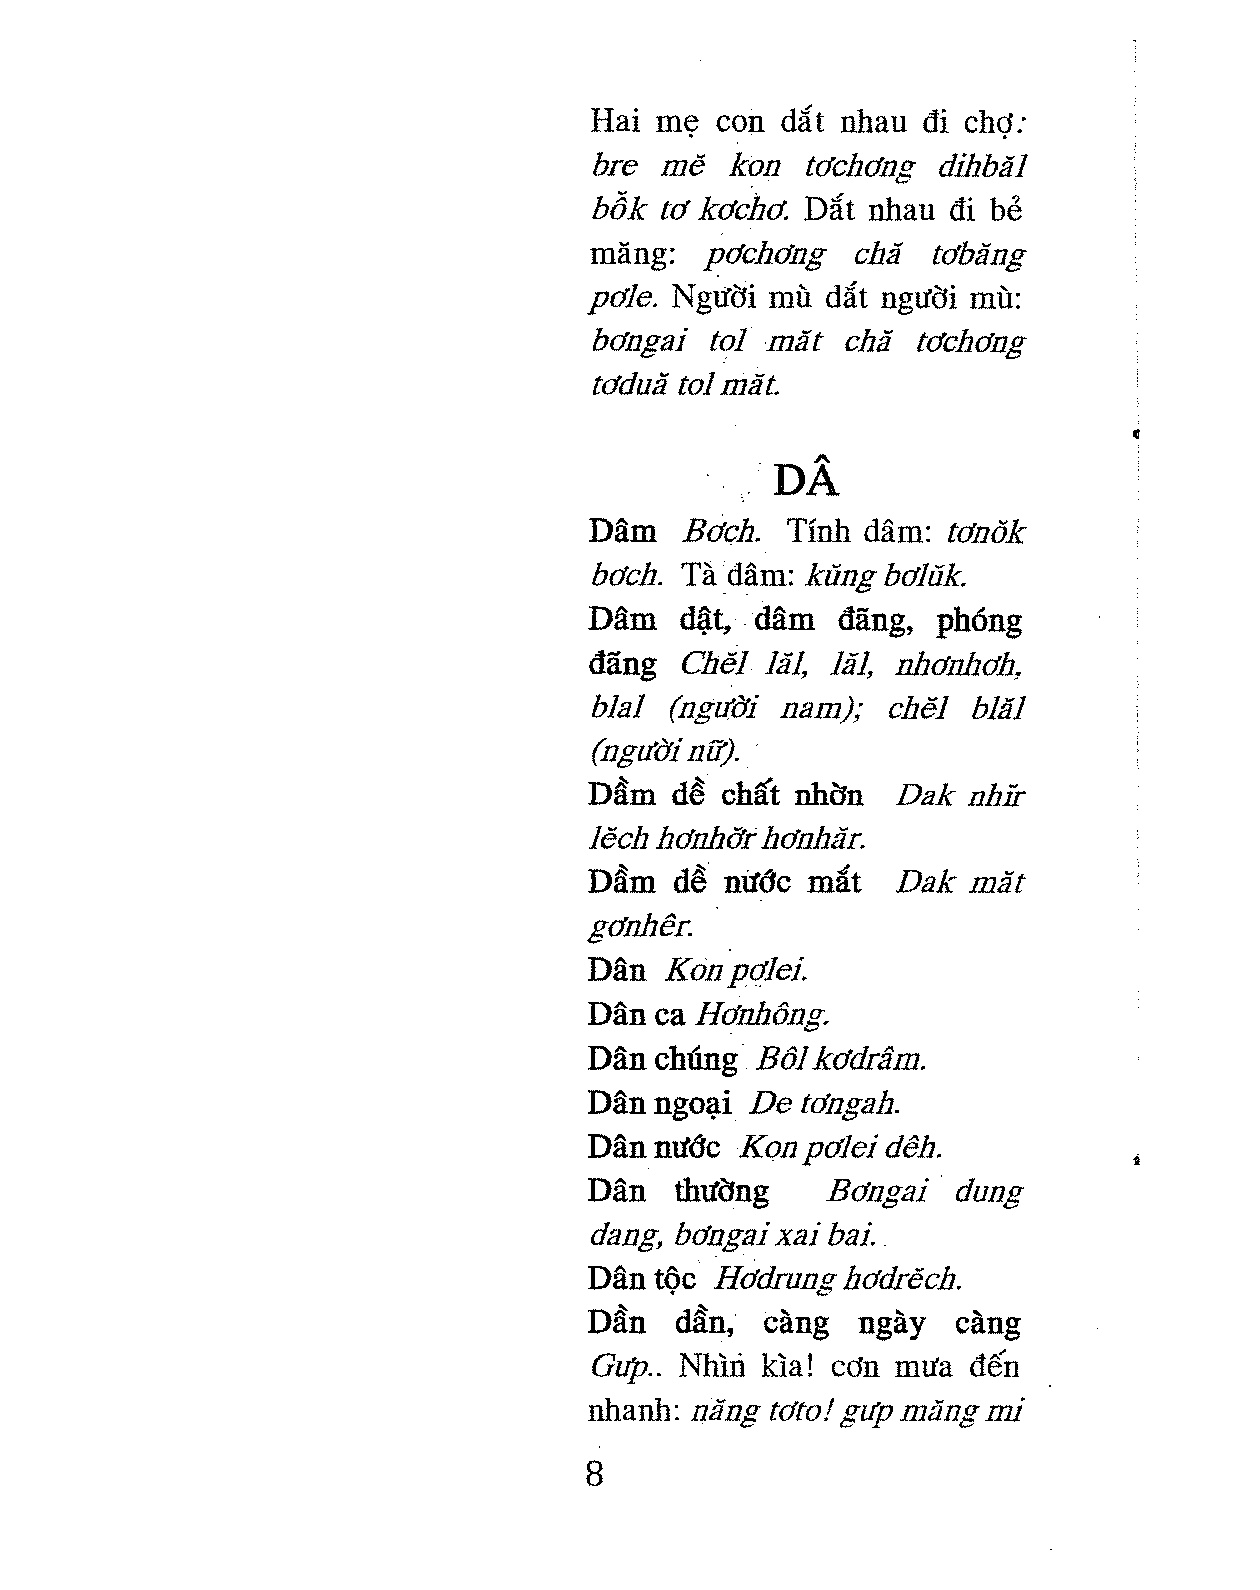 Hai mẹ con dắt nhau đi chợ:
bre mĕ kon tơchơng dihbăl
bŏ̂k tơ kơchơ. Dắt nhau đi bẻ
măng: pơchơng chă tơbăng
pơle. Người mù dắt người mù:
bơngai tol măt chă tơchơng
tơduă tol măt.
DÂ
Dâm Bơch. Tính dâm: tơnŏk
bơch. Tà dâm: kŭng bơlŭk.
Dâm dật, dâm đãng, phóng
đãng Chĕl lăl, lăl, nhơnhơh,
blal (người nam); chĕl blăl
(người nữ).
Dầm dề chất nhờn Dak nhĭr
lĕch hơnhơ̆r hơnhăr.
Dầm dề nước mắt Dak măt
gơnhêr.
Dân Kon pơlei.
Dân ca Hơnhông.
Dân chúng Bôl kơdrâm.
Dân ngoại De tơngah.
Dân nước Kon pơlei dêh.
Dân thường Bơngai dung
dang, bơngai xai bai.
Dân tộc Hơdrung hơdrĕch.
Dần dần, càng ngày càng
Gưp.. Nhìn kìa! cơn mưa đến
nhanh: năng tơto! gưp măng mi
8